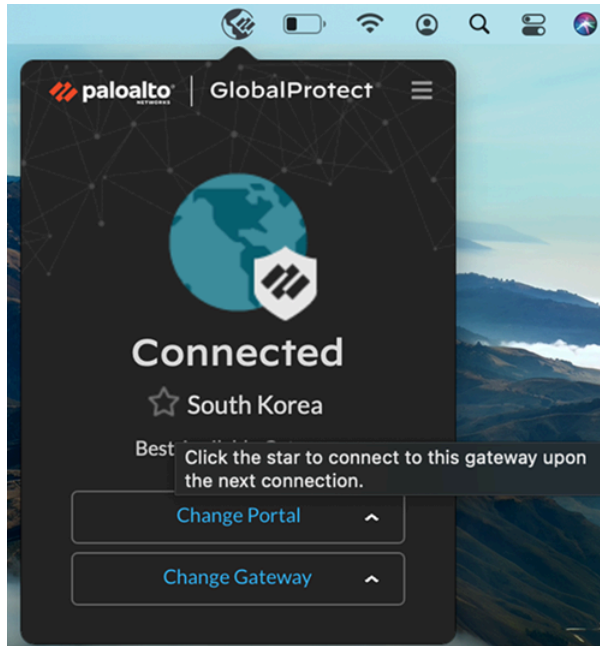 paloalto
NETWORKS
GlobalProtect
Connected
South Korea
Best
Click the star to connect to this gateway upon
the next connection.
Change Portal
Change Gateway